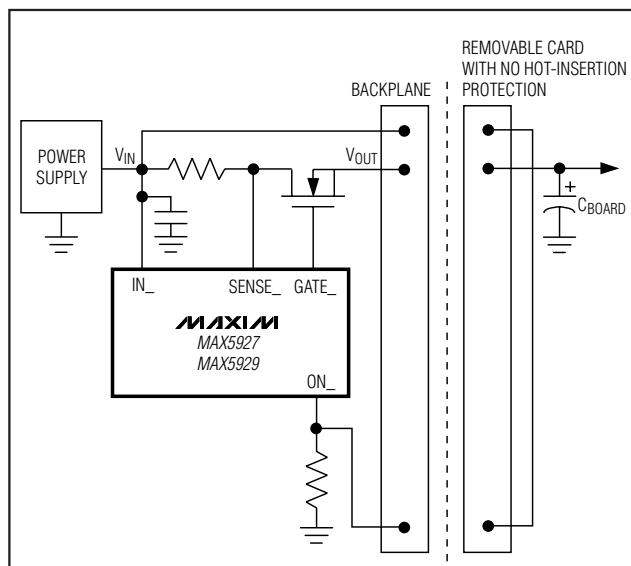 REMOVABLE CARD
WITH NO HOT-INSERTION
PROTECTION
BACKPLANE
POWER
SUPPLY
VIN
VOUT
+
CBOARD
IN_
SENSE_
GATE_
MAXIM
MAX5927
MAX5929
ON_